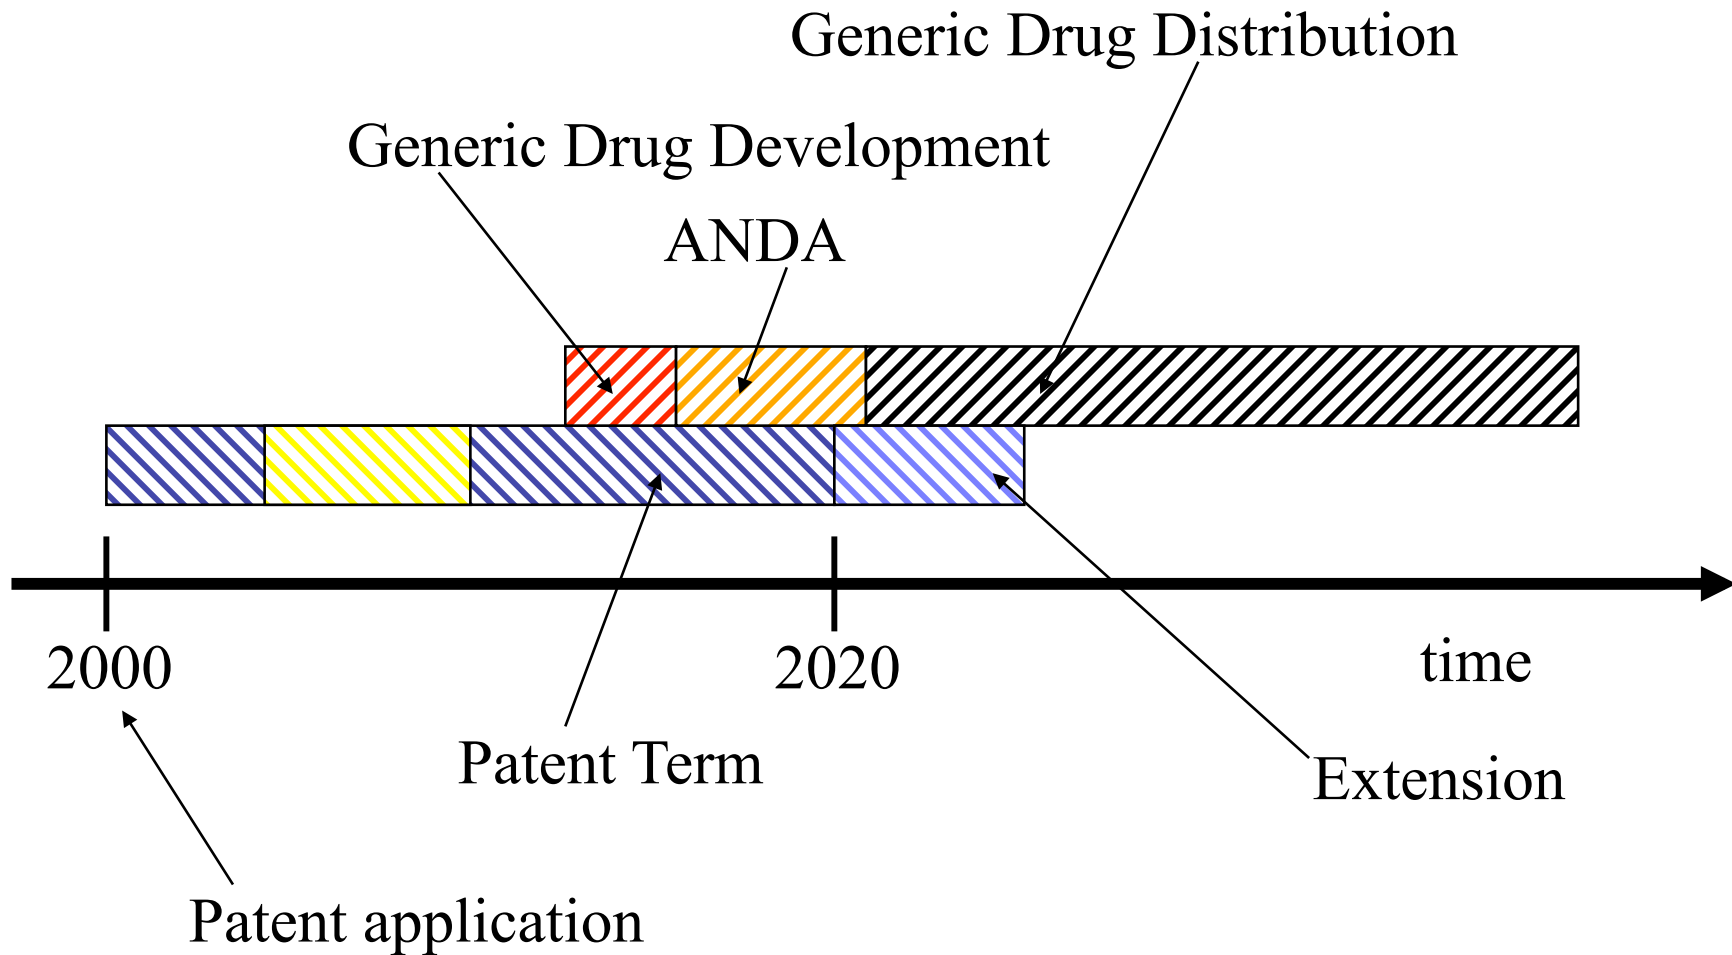 Generic Drug Distribution
Generic Drug Development
ANDA
2000
2020
time
Patent Term
Extension
Patent application